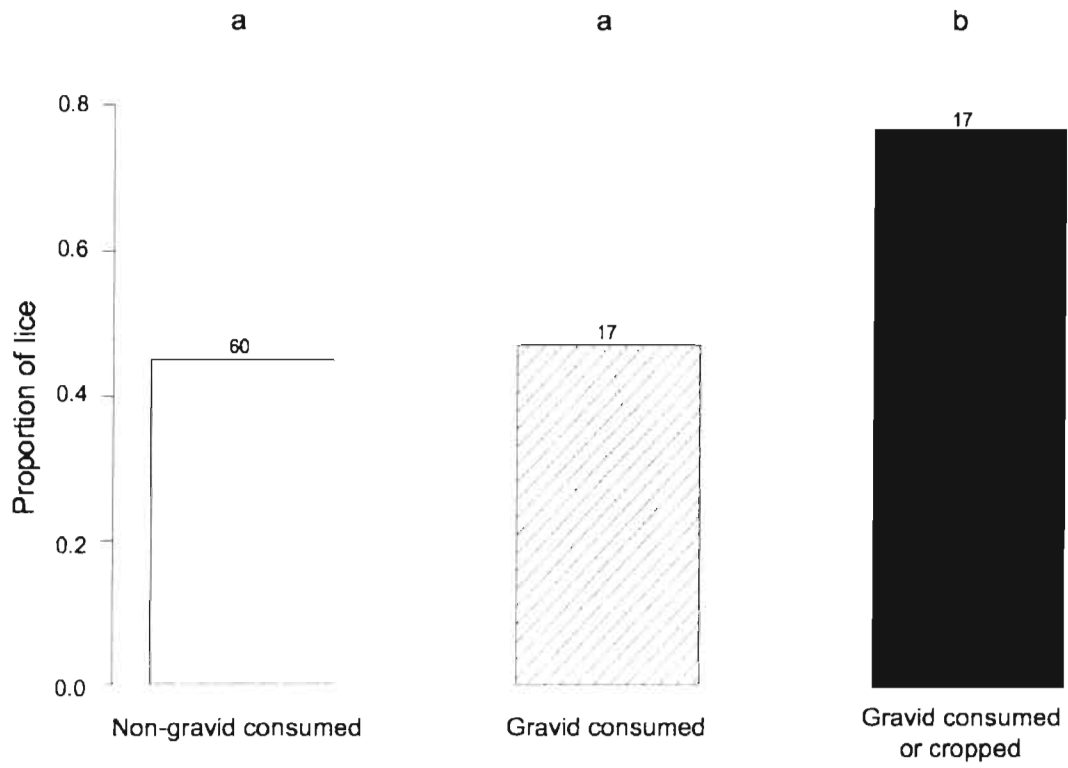 a a b
0.8
0.6
0.4
0.2
0.0
Proportion of lice
60
17
17
Non-gravid consumed
Gravid consumed
Gravid consumed
or cropped